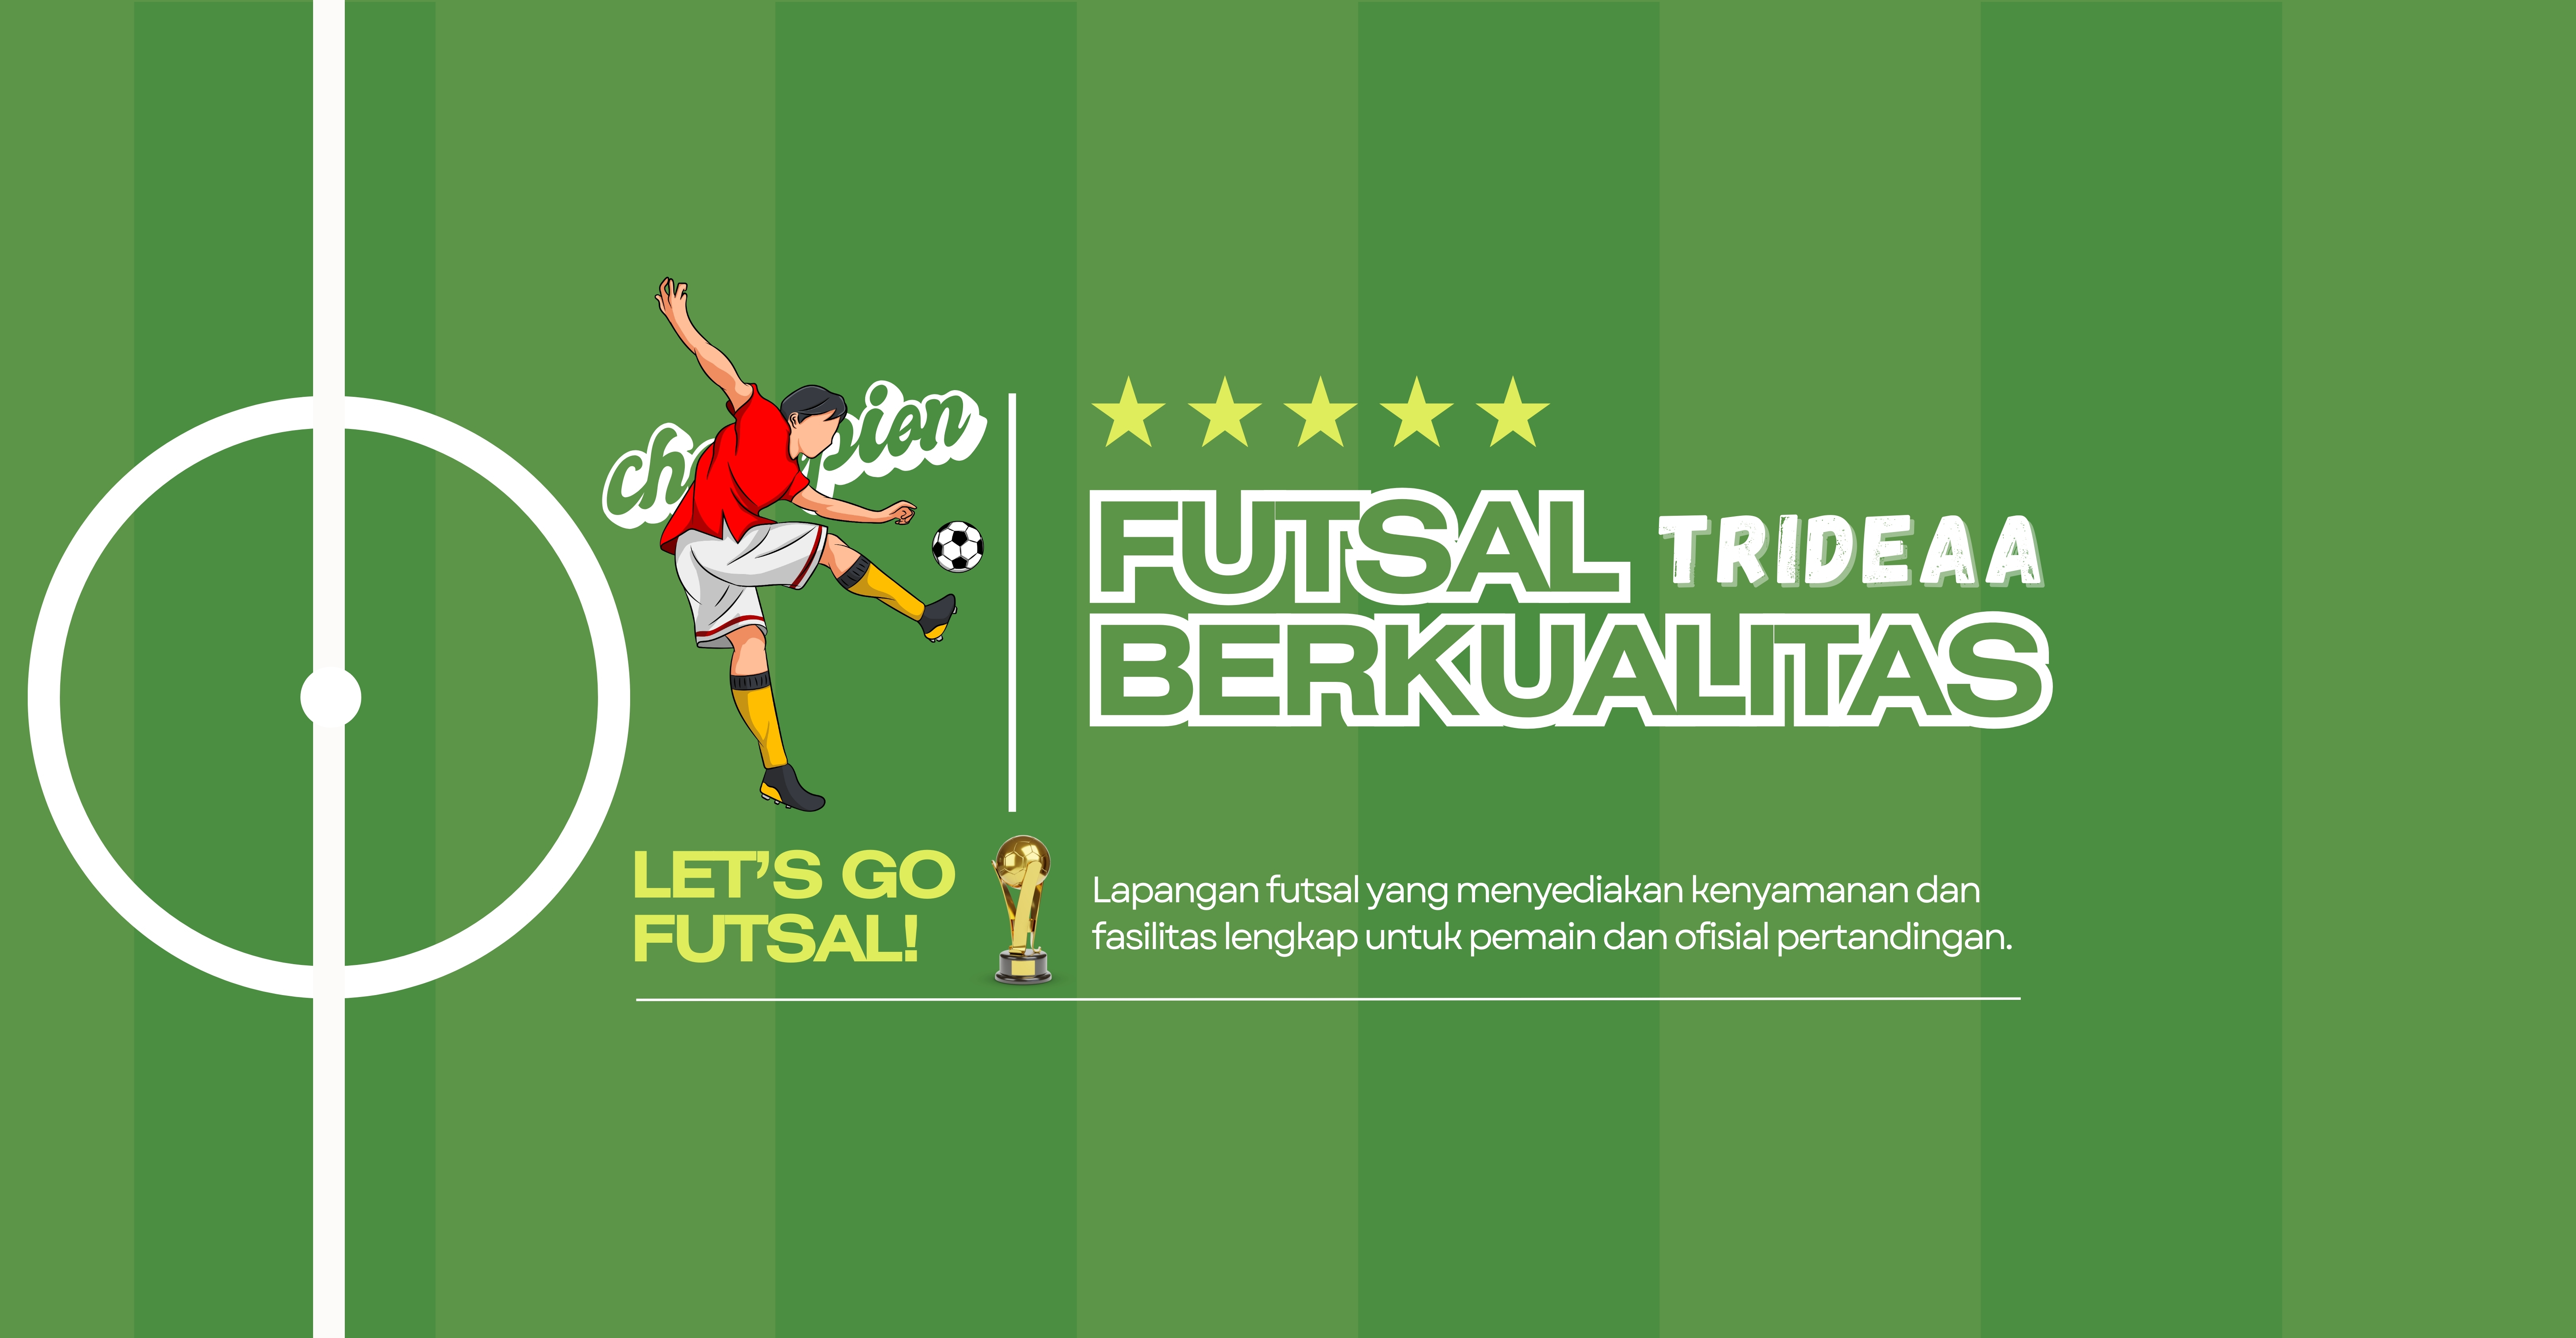 FUTSAL TRIDEAA
BERKUALITAS
LET'S GO
FUTSAL!
Lapangan futsal yang menyediakan kenyamanan dan
fasilitas lengkap untuk pemain dan ofisial pertandingan.